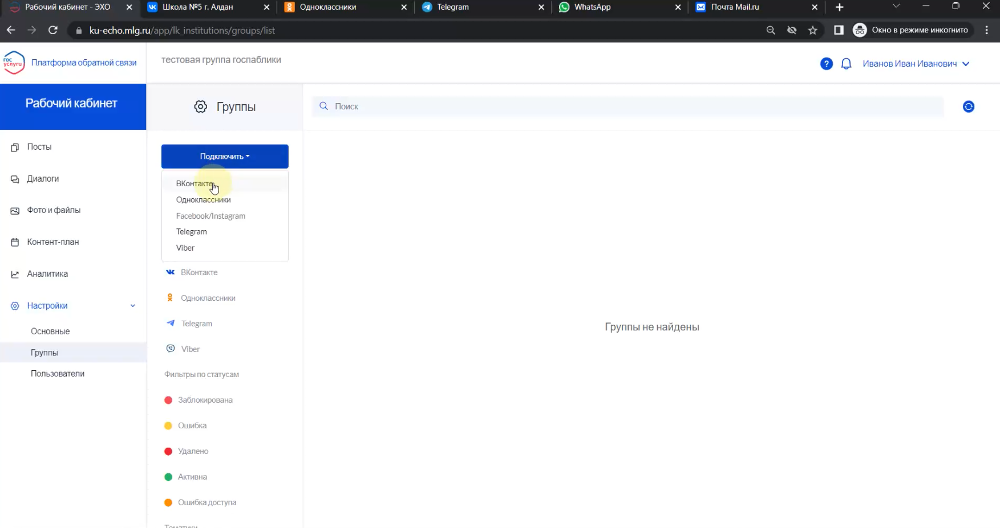 Рабочий кабинет - ЭХО
Школа №5 г. Алдан
Одноклассники
Telegram
WhatsApp
Почта Mail.ru
ku-echo.mlg.ru/app/lk_institutions/groups/list
Окно в режиме инкогнито
гос
услуги
Платформа обратной связи
тестовая группа госпаблики
?
Иванов Иван Иванович
Рабочий кабинет
Посты
Диалоги
Фото и файлы
Контент-план
Аналитика
Настройки
Основные
Группы
Пользователи
Группы
Поиск
Подключить
ВКонтакте
Одноклассники
Facebook/Instagram
Telegram
Viber
ВКонтакте
Одноклассники
Telegram
Viber
Фильтры по статусам
Заблокирована
Ошибка
Удалено
Активна
Ошибка доступа
Тематики
Группы не найдены